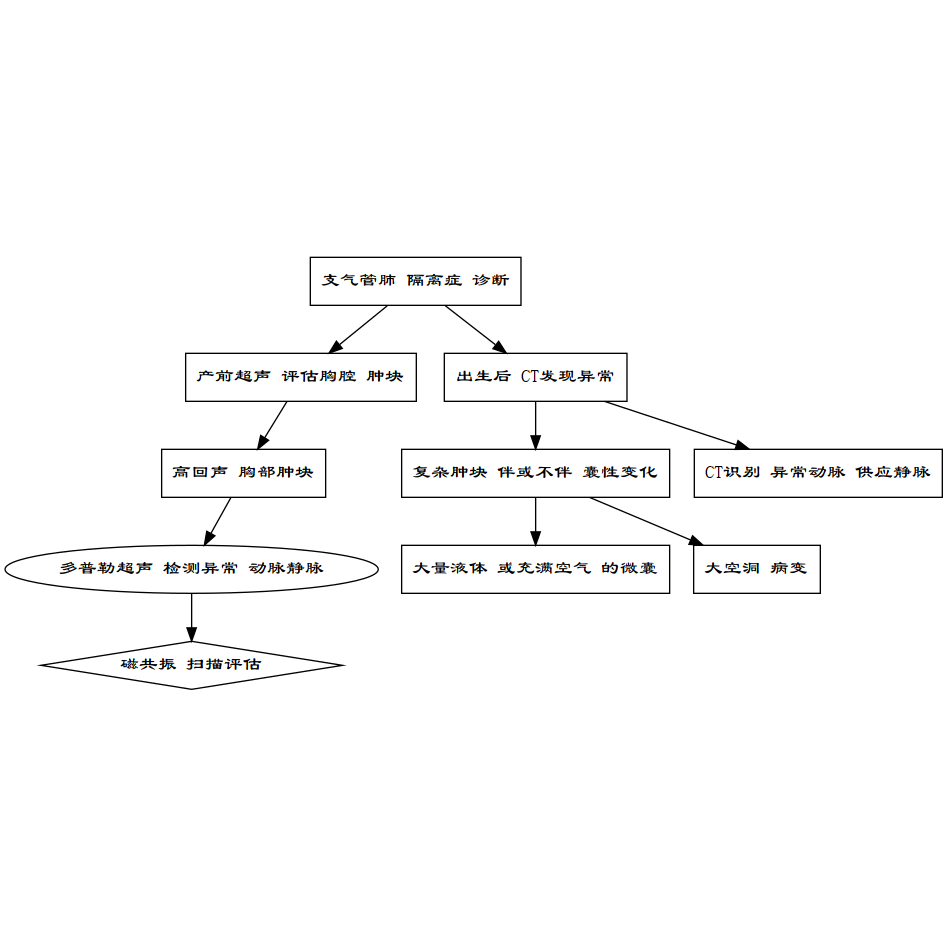 支气管肺 隔离症 诊断
产前超声 评估胸腔 肿块
出生后 CT发现异常
高回声 胸部肿块
复杂肿块 伴或不伴 囊性变化
CT识别 异常动脉 供应静脉
多普勒超声 检测异常 动脉静脉
大量液体 或充满空气 的微囊
大空洞 病变
磁共振 扫描评估